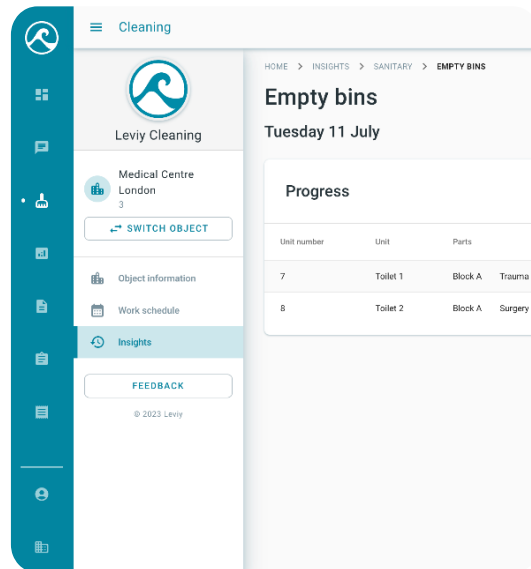 Cleaning
Leviy Cleaning
Medical Centre
London
3
SWITCH OBJECT
Object information
Work schedule
Insights
FEEDBACK
© 2023 Leviy
HOME > INSIGHTS > SANITARY > EMPTY BINS
Empty bins
Tuesday 11 July
Progress
Unit number Unit Parts
7 Toilet 1 Block A Trauma
8 Toilet 2 Block A Surgery